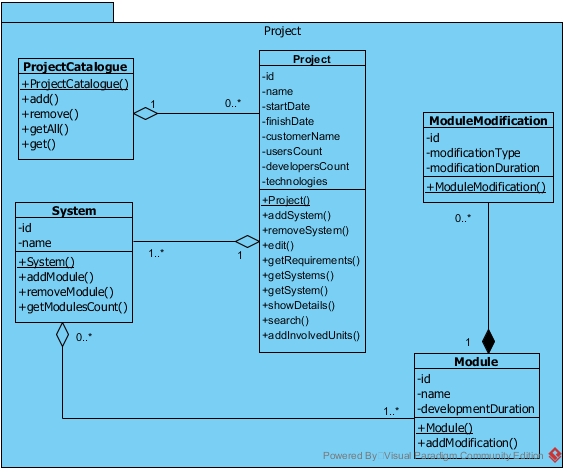 Project
ProjectCatalogue
+ProjectCatalogue()
+add()
+remove()
+getAll()
+get()
1
0..*
Project
-id
-name
-startDate
-finishDate
-customerName
-usersCount
-developersCount
-technologies
+Project()
+addSystem()
+removeSystem()
+edit()
+getRequirements()
+getSystems()
+getSystem()
+showDetails()
+search()
+addInvolvedUnits()
ModuleModification
-id
-modificationType
-modificationDuration
+ModuleModification()
0..*
System
-id
-name
+System()
+addModule()
+removeModule()
+getModulesCount()
1..*
1
0..*
1
Module
-id
-name
-developmentDuration
+Module()
+addModification()
1..*
Powered By Visual Paradigm Community Edition